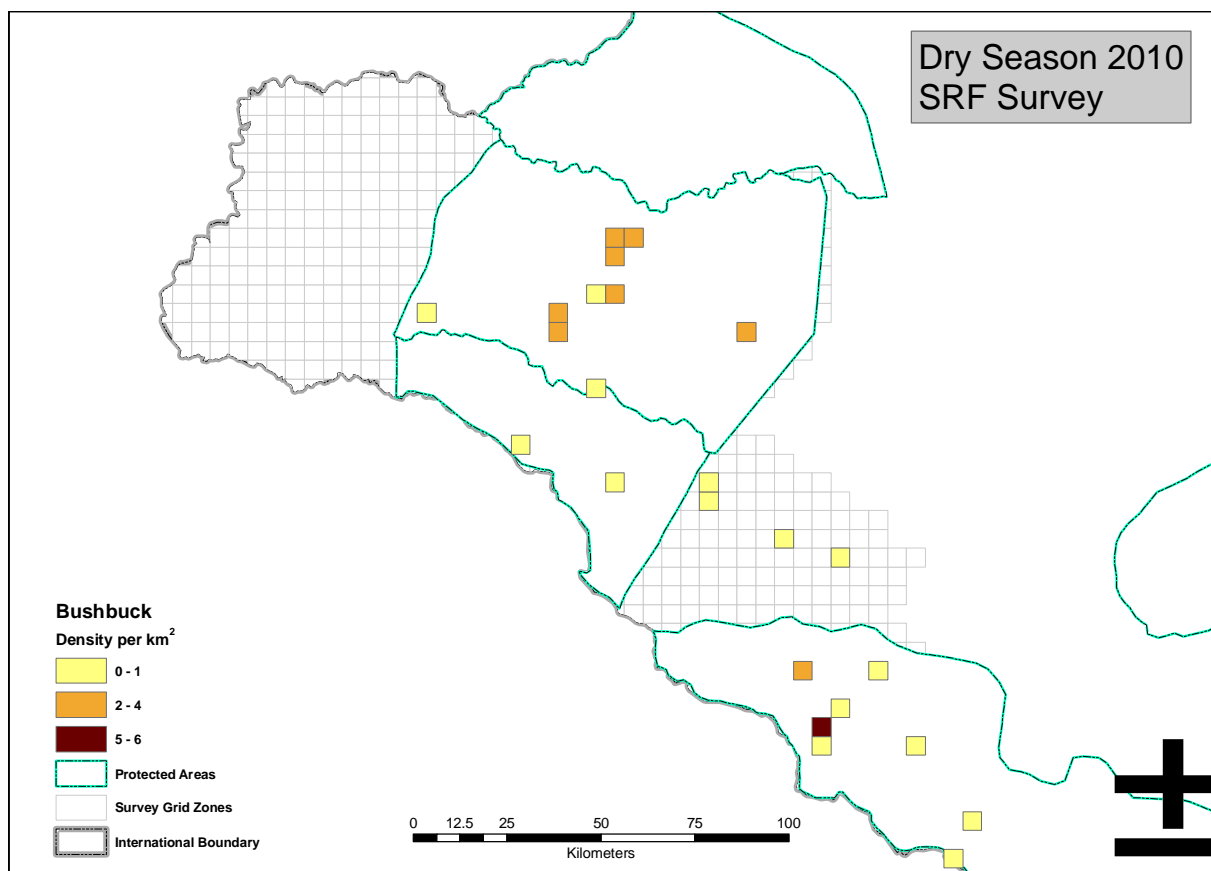 Dry Season 2010
SRF Survey
Bushbuck
Density per km2
0 - 1
2 - 4
5 - 6
Protected Areas
Survey Grid Zones
International Boundary
0 12.5 25 50 75 100
Kilometers